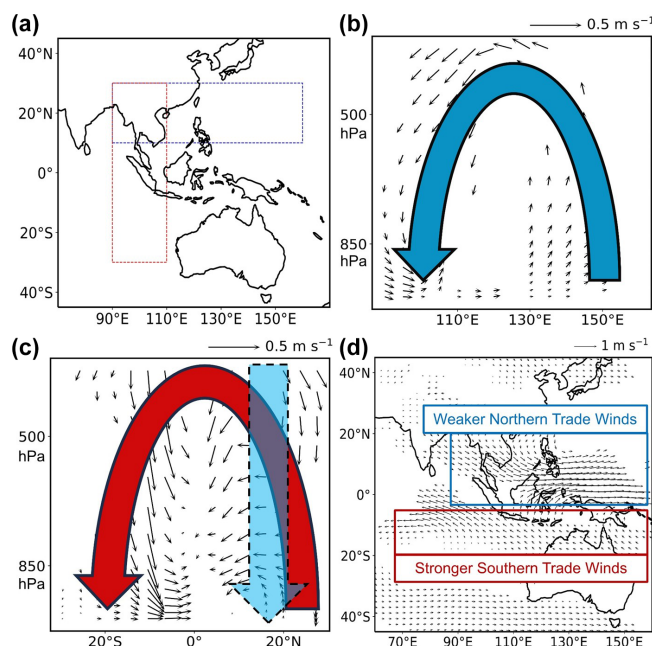 (a)
40°N
20°N
0°
20°S
40°S
90°E 110°E 130°E 150°E
(b)
0.5 m s⁻¹
500
hPa
850
hPa
110°E 130°E 150°E
(c)
0.5 m s⁻¹
500
hPa
850
hPa
20°S 0° 20°N
(d)
1 m s⁻¹
40°N
20°N
0°
20°S
40°S
Weaker Northern Trade Winds
Stronger Southern Trade Winds
70°E 90°E 110°E 130°E 150°E